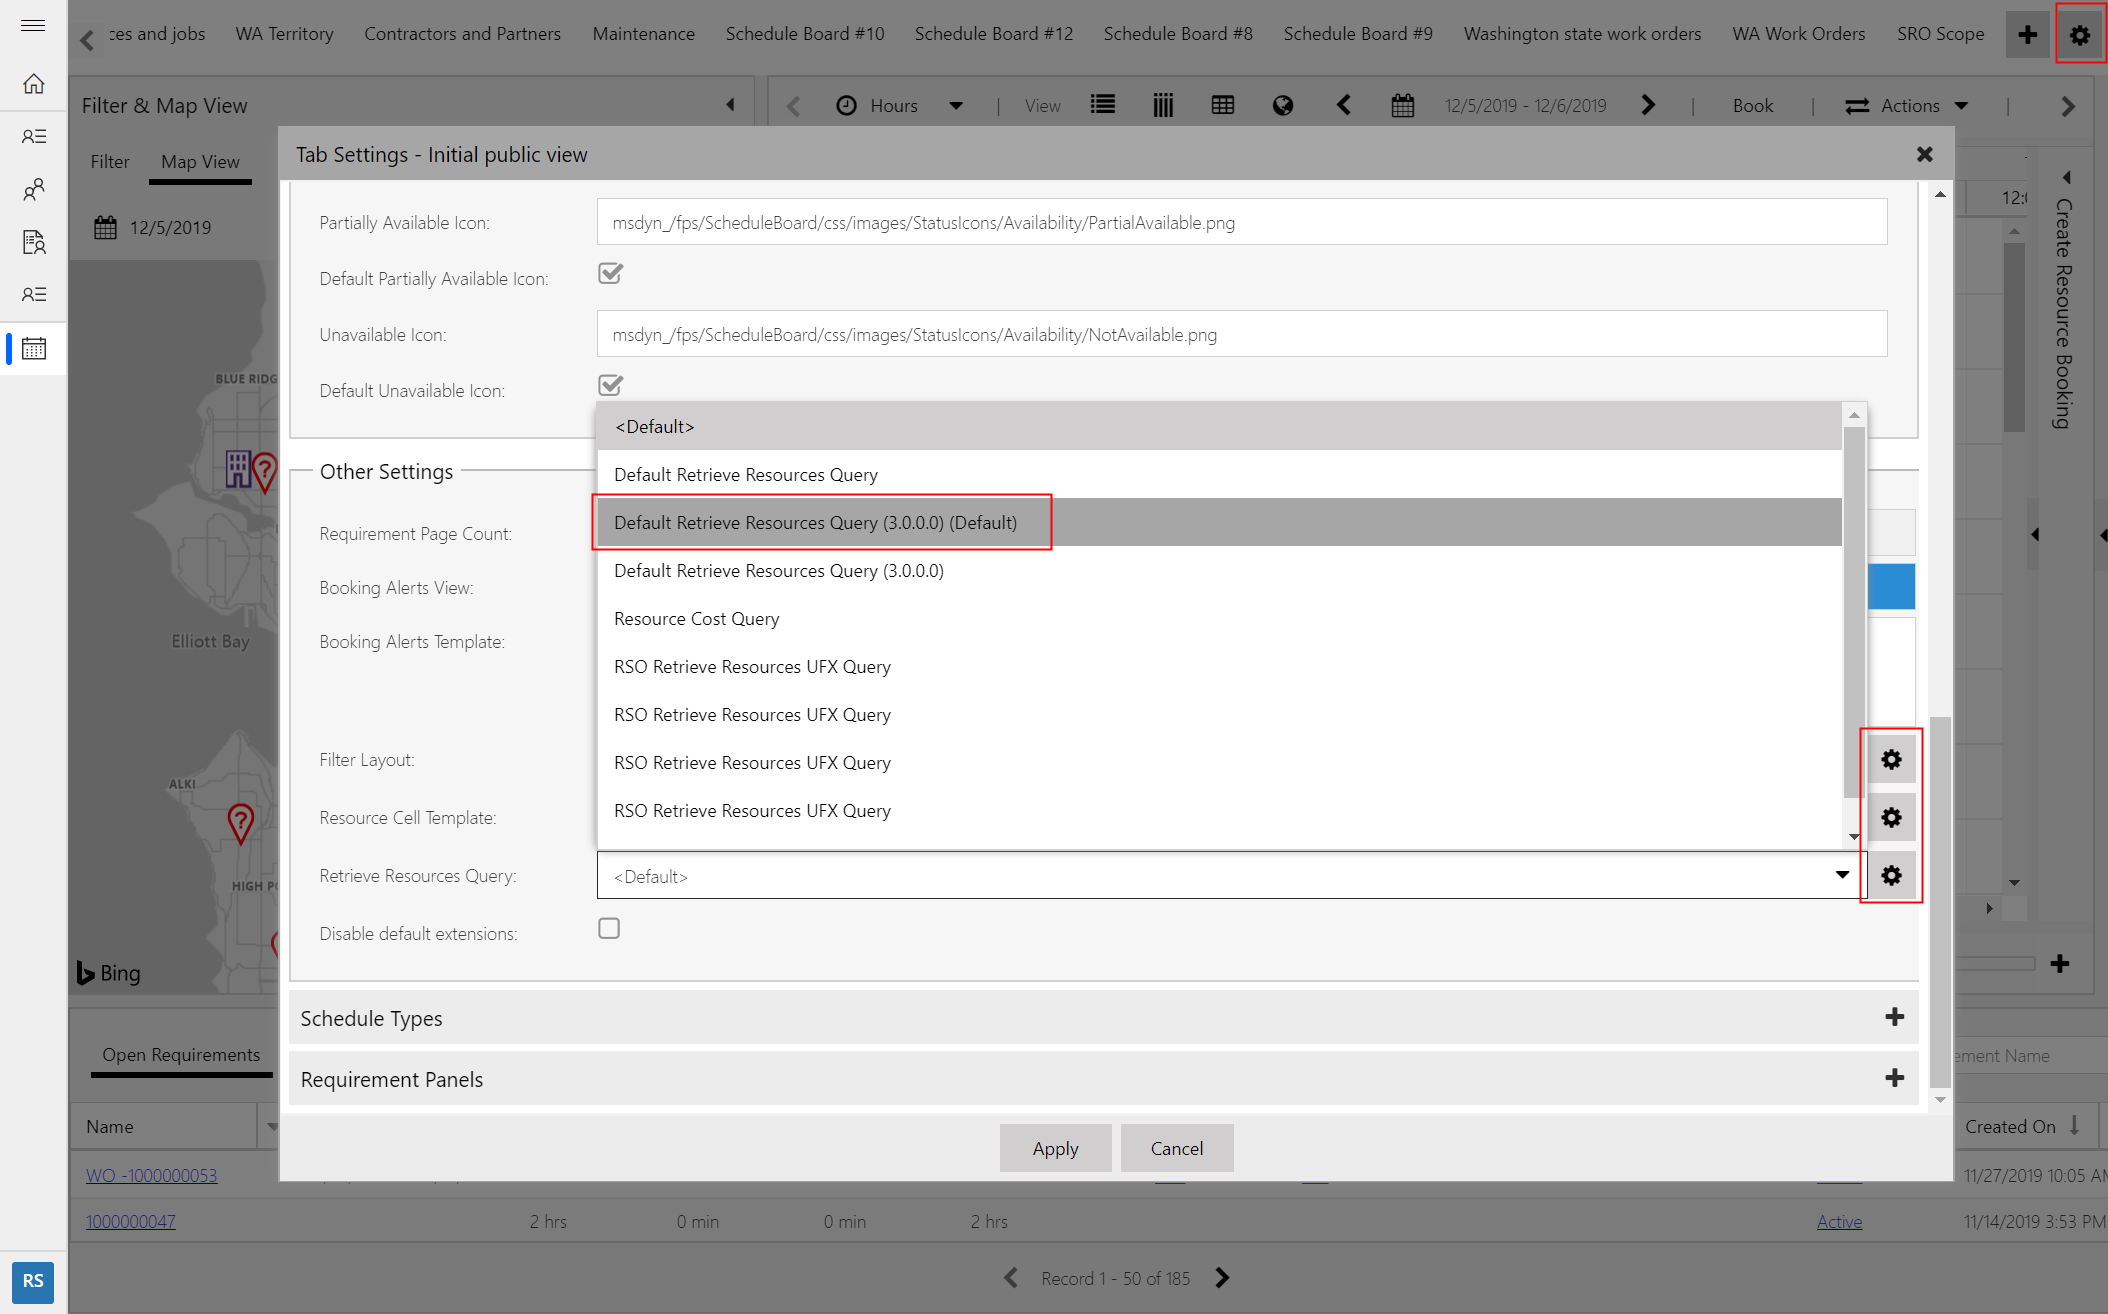 ces and jobs
WA Territory
Contractors and Partners
Maintenance
Schedule Board #10
Schedule Board #12
Schedule Board #8
Schedule Board #9
Washington state work orders
WA Work Orders
SRO Scope
Filter & Map View
Hours
View
12/5/2019 - 12/6/2019
Book
Actions
Filter
Map View
12/5/2019
12:
Create Resource Booking
BLUE RIDG
Elliott Bay
ALKI
HIGH P
Bing
Tab Settings - Initial public view
Partially Available Icon:
msdyn_/fps/ScheduleBoard/css/images/StatusIcons/Availability/PartialAvailable.png
Default Partially Available Icon:
Unavailable Icon:
msdyn_/fps/ScheduleBoard/css/images/StatusIcons/Availability/NotAvailable.png
Default Unavailable Icon:
<Default>
Default Retrieve Resources Query
Default Retrieve Resources Query (3.0.0.0) (Default)
Default Retrieve Resources Query (3.0.0.0)
Resource Cost Query
RSO Retrieve Resources UFX Query
RSO Retrieve Resources UFX Query
RSO Retrieve Resources UFX Query
RSO Retrieve Resources UFX Query
Other Settings
Requirement Page Count:
Booking Alerts View:
Booking Alerts Template:
Filter Layout:
Resource Cell Template:
Retrieve Resources Query:
<Default>
Disable default extensions:
Schedule Types
Requirement Panels
Apply
Cancel
Open Requirements
ement Name
Name
Created On
WO -1000000053
11/27/2019 10:05 AM
1000000047
2 hrs
0 min
0 min
2 hrs
Active
11/14/2019 3:53 PM
Record 1 - 50 of 185
RS